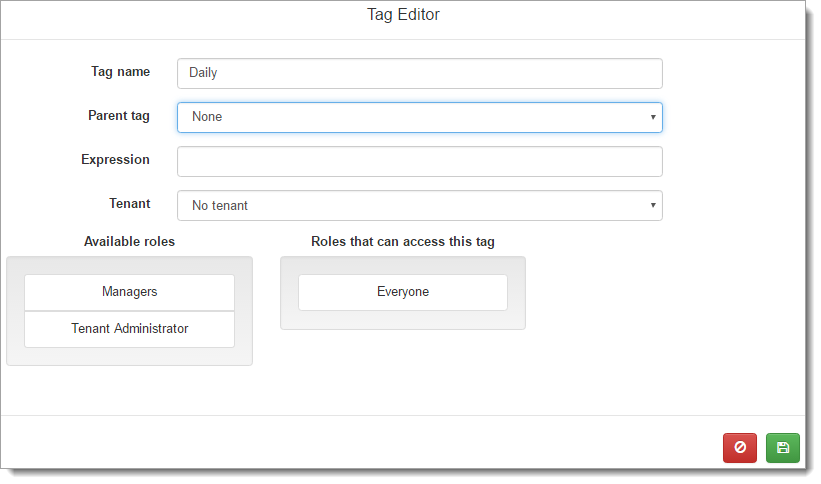 Tag Editor
Tag name
Daily
Parent tag
None
Expression
Tenant
No tenant
Available roles
Roles that can access this tag
Managers
Everyone
Tenant Administrator